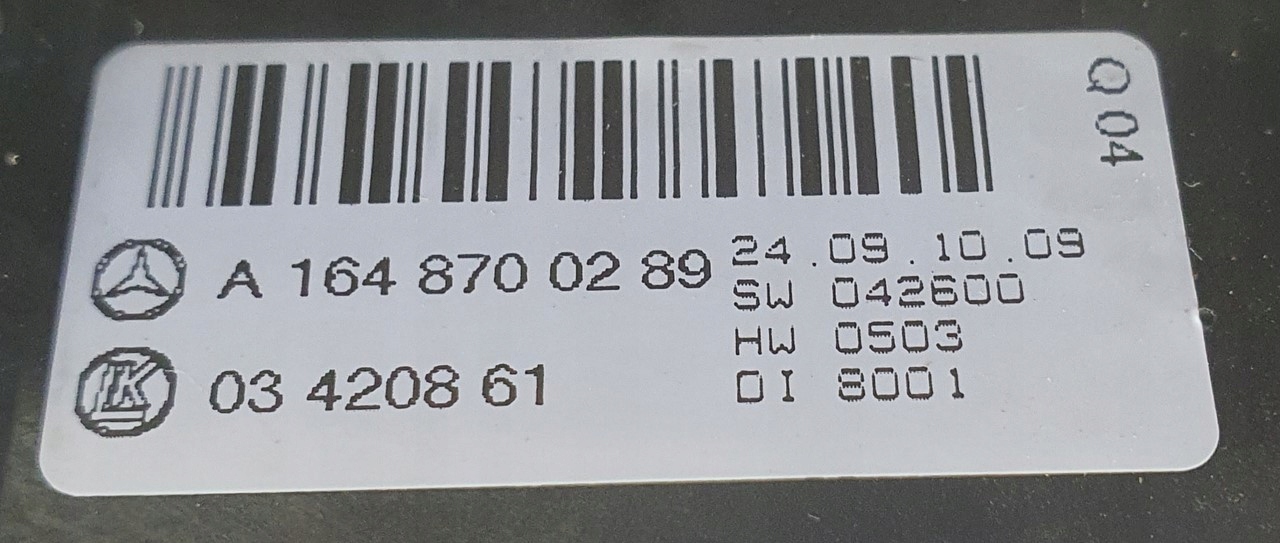 Q 04
A 164 870 02 89
03 4208 61
24.09.10.09
SW 042600
HW 0503
DI 8001